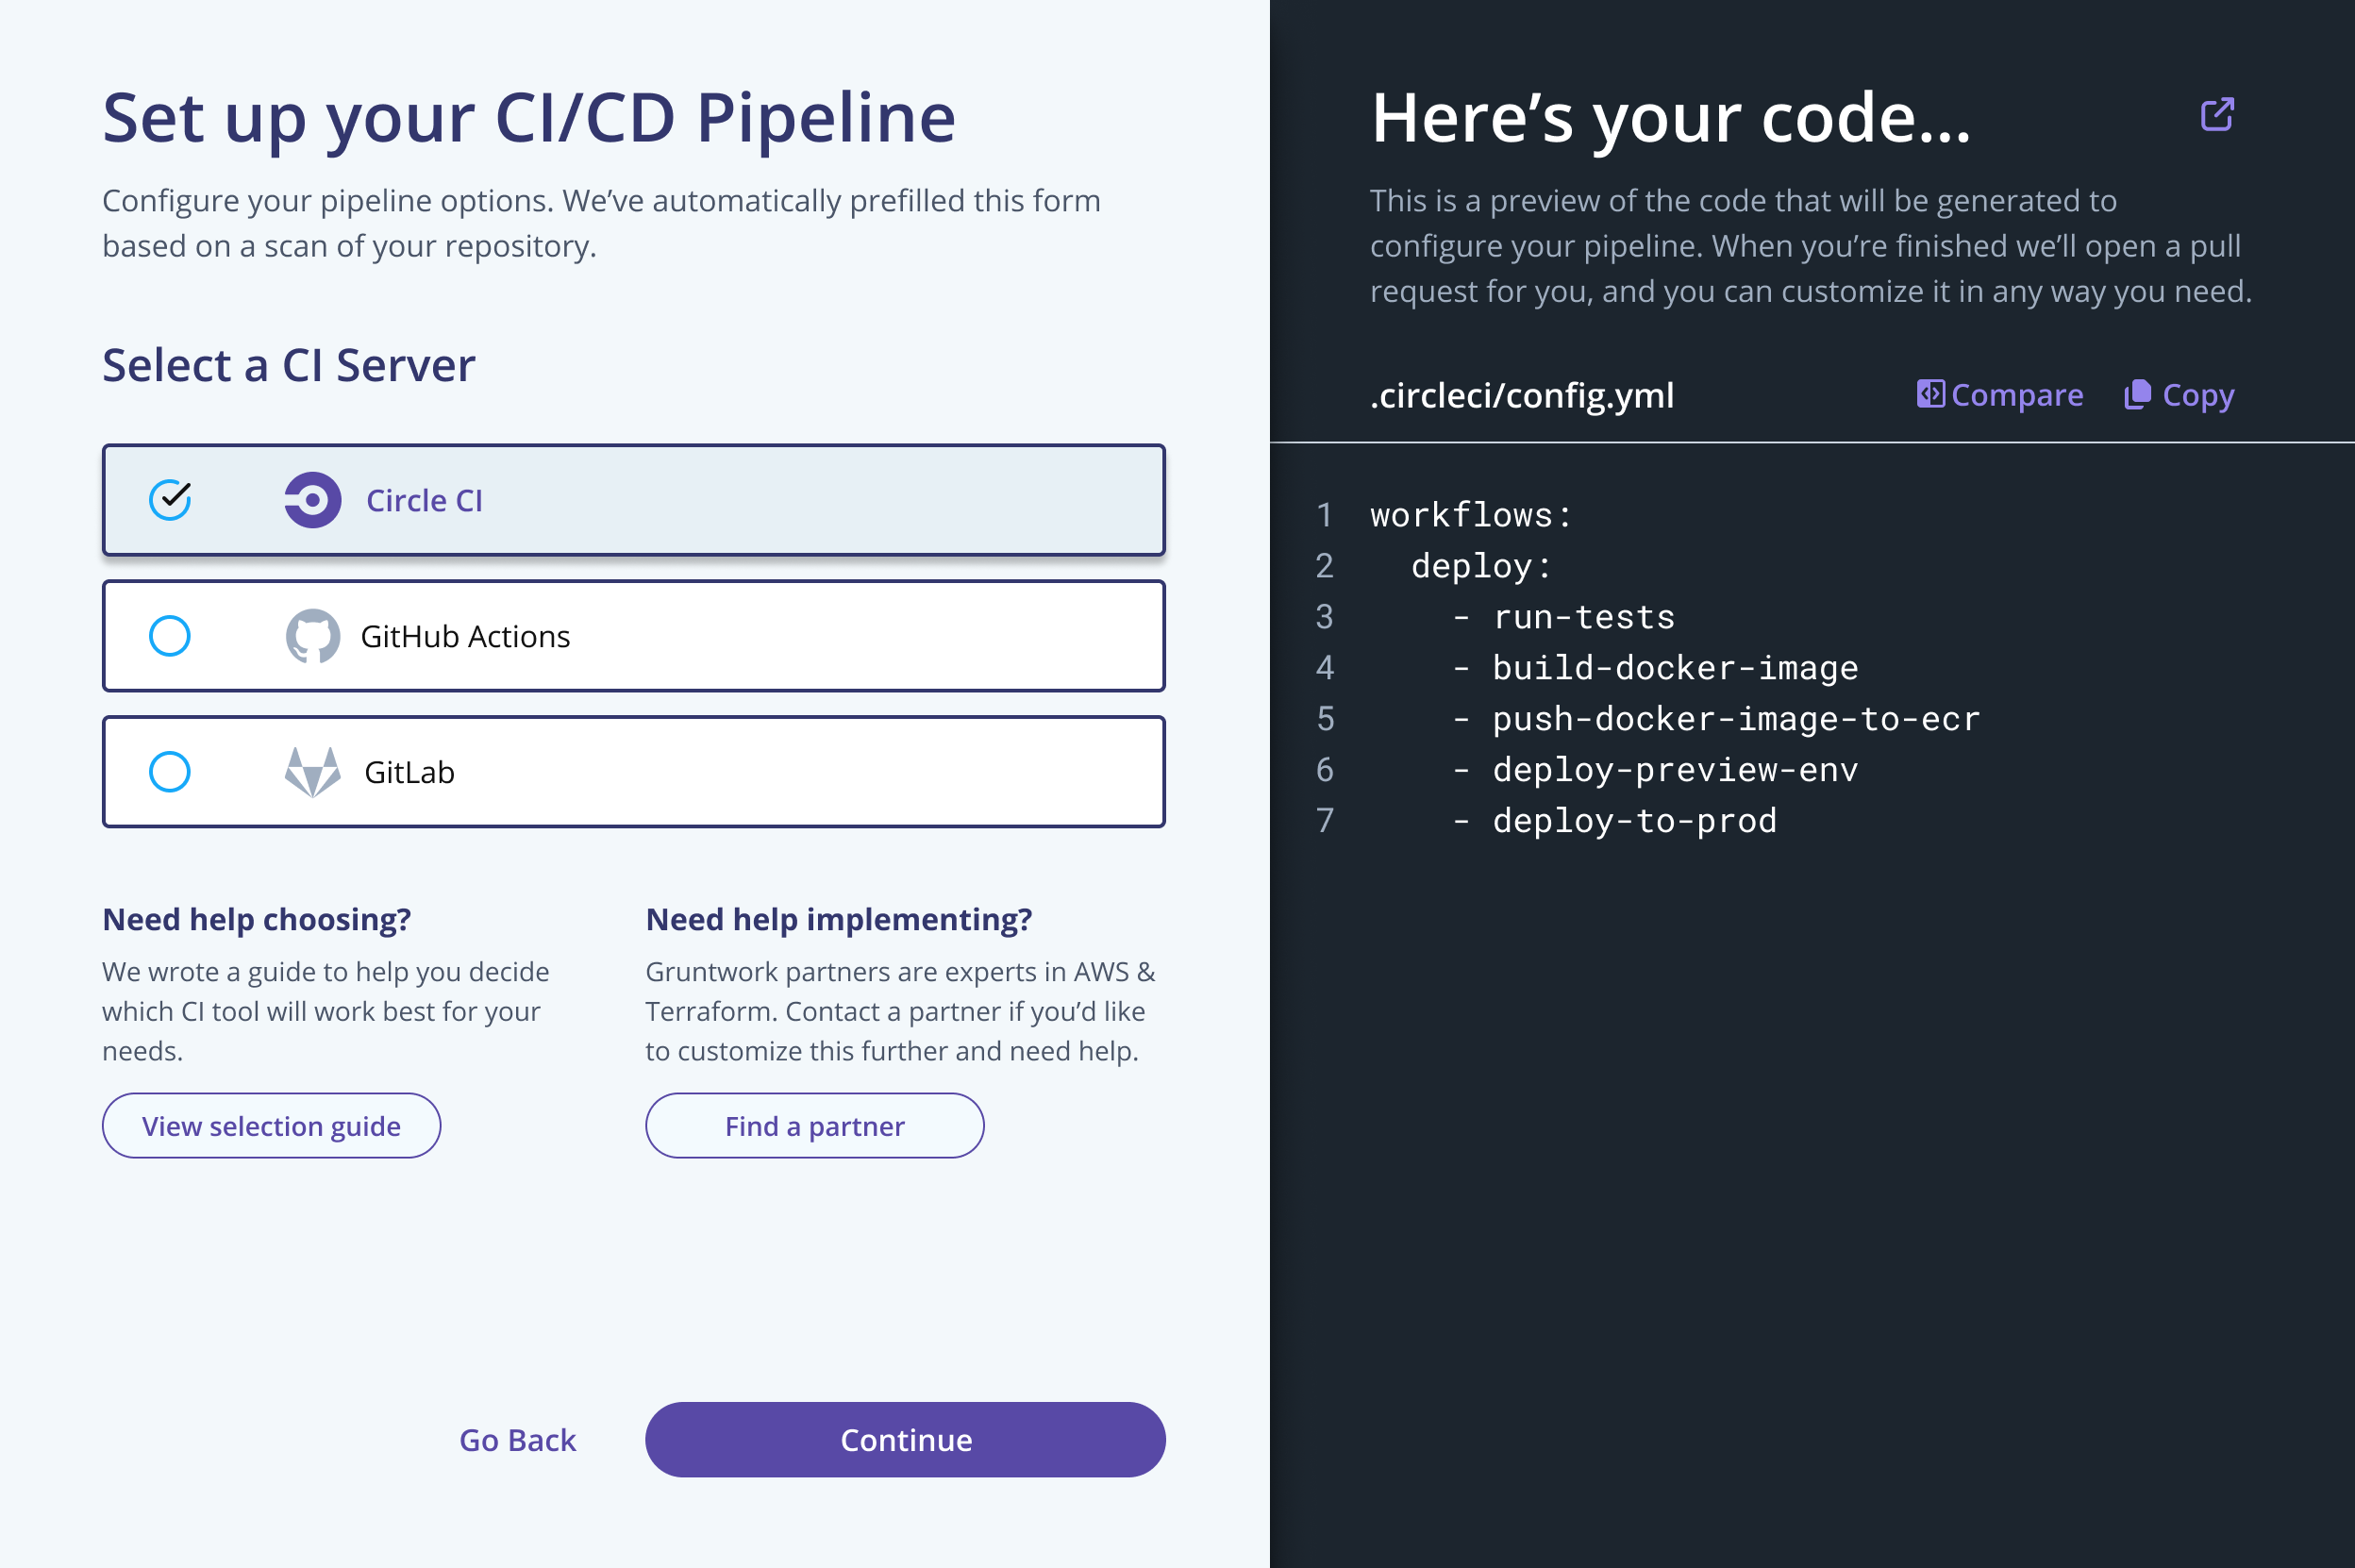 Set up your CI/CD Pipeline
Configure your pipeline options. We’ve automatically prefilled this form
based on a scan of your repository.
Select a CI Server
Circle CI
GitHub Actions
GitLab
Need help choosing?
We wrote a guide to help you decide
which CI tool will work best for your
needs.
View selection guide
Need help implementing?
Gruntwork partners are experts in AWS &
Terraform. Contact a partner if you’d like
to customize this further and need help.
Find a partner
Go Back
Continue
Here’s your code...
This is a preview of the code that will be generated to
configure your pipeline. When you’re finished we’ll open a pull
request for you, and you can customize it in any way you need.
.circleci/config.yml
Compare
Copy
1 workflows:
2   deploy:
3     - run-tests
4     - build-docker-image
5     - push-docker-image-to-ecr
6     - deploy-preview-env
7     - deploy-to-prod